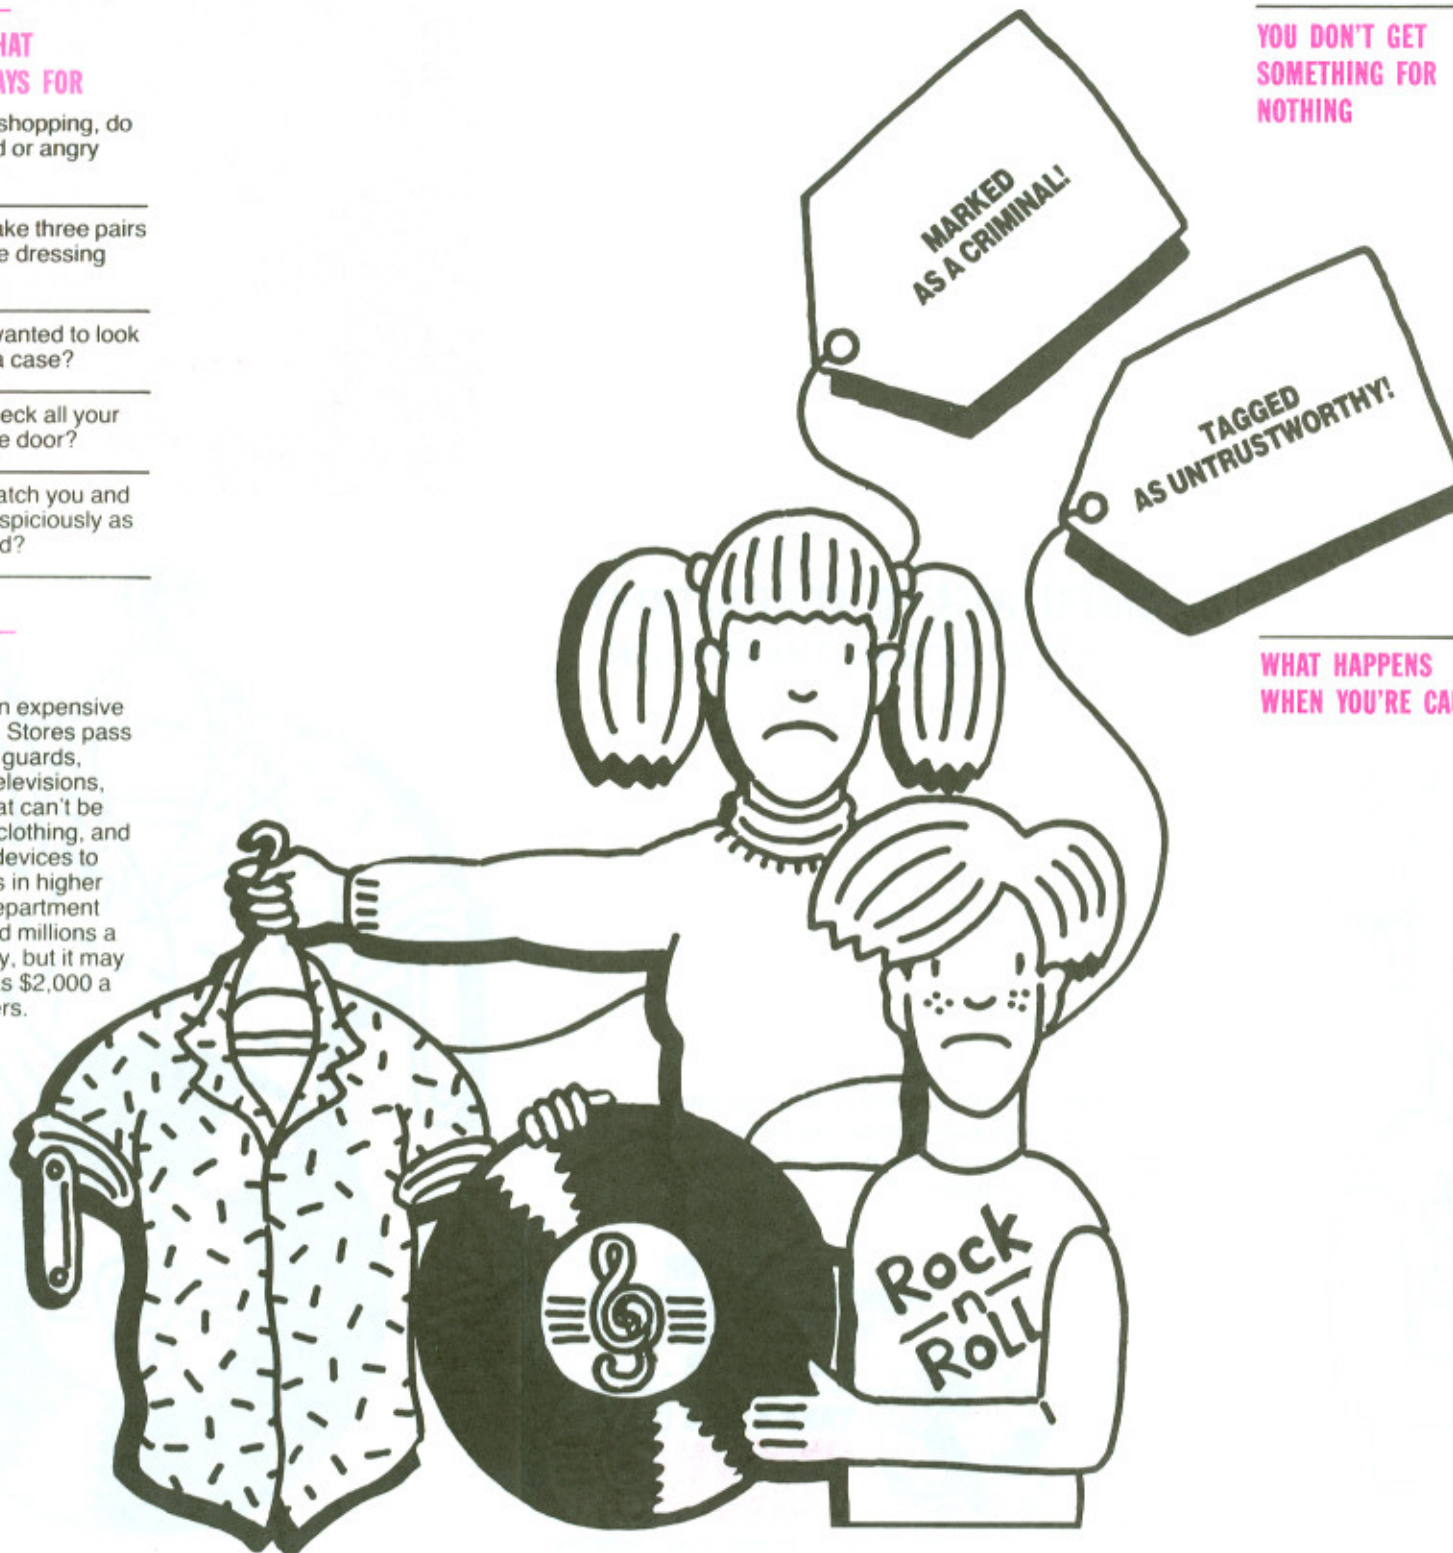 HAT
AYS FOR
shopping, do
d or angry
ake three pairs
e dressing
wanted to look
a case?
eck all your
e door?
atch you and
spiciously as
d?
n expensive
Stores pass
guards,
elevisions,
at can't be
clothing, and
devices to
s in higher
epartment
d millions a
y, but it may
s $2,000 a
ers.
MARKED
AS A CRIMINAL!
TAGGED
AS UNTRUSTWORTHY!
Rock
n
RoLL
YOU DON'T GET
SOMETHING FOR
NOTHING
WHAT HAPPENS
WHEN YOU'RE CA